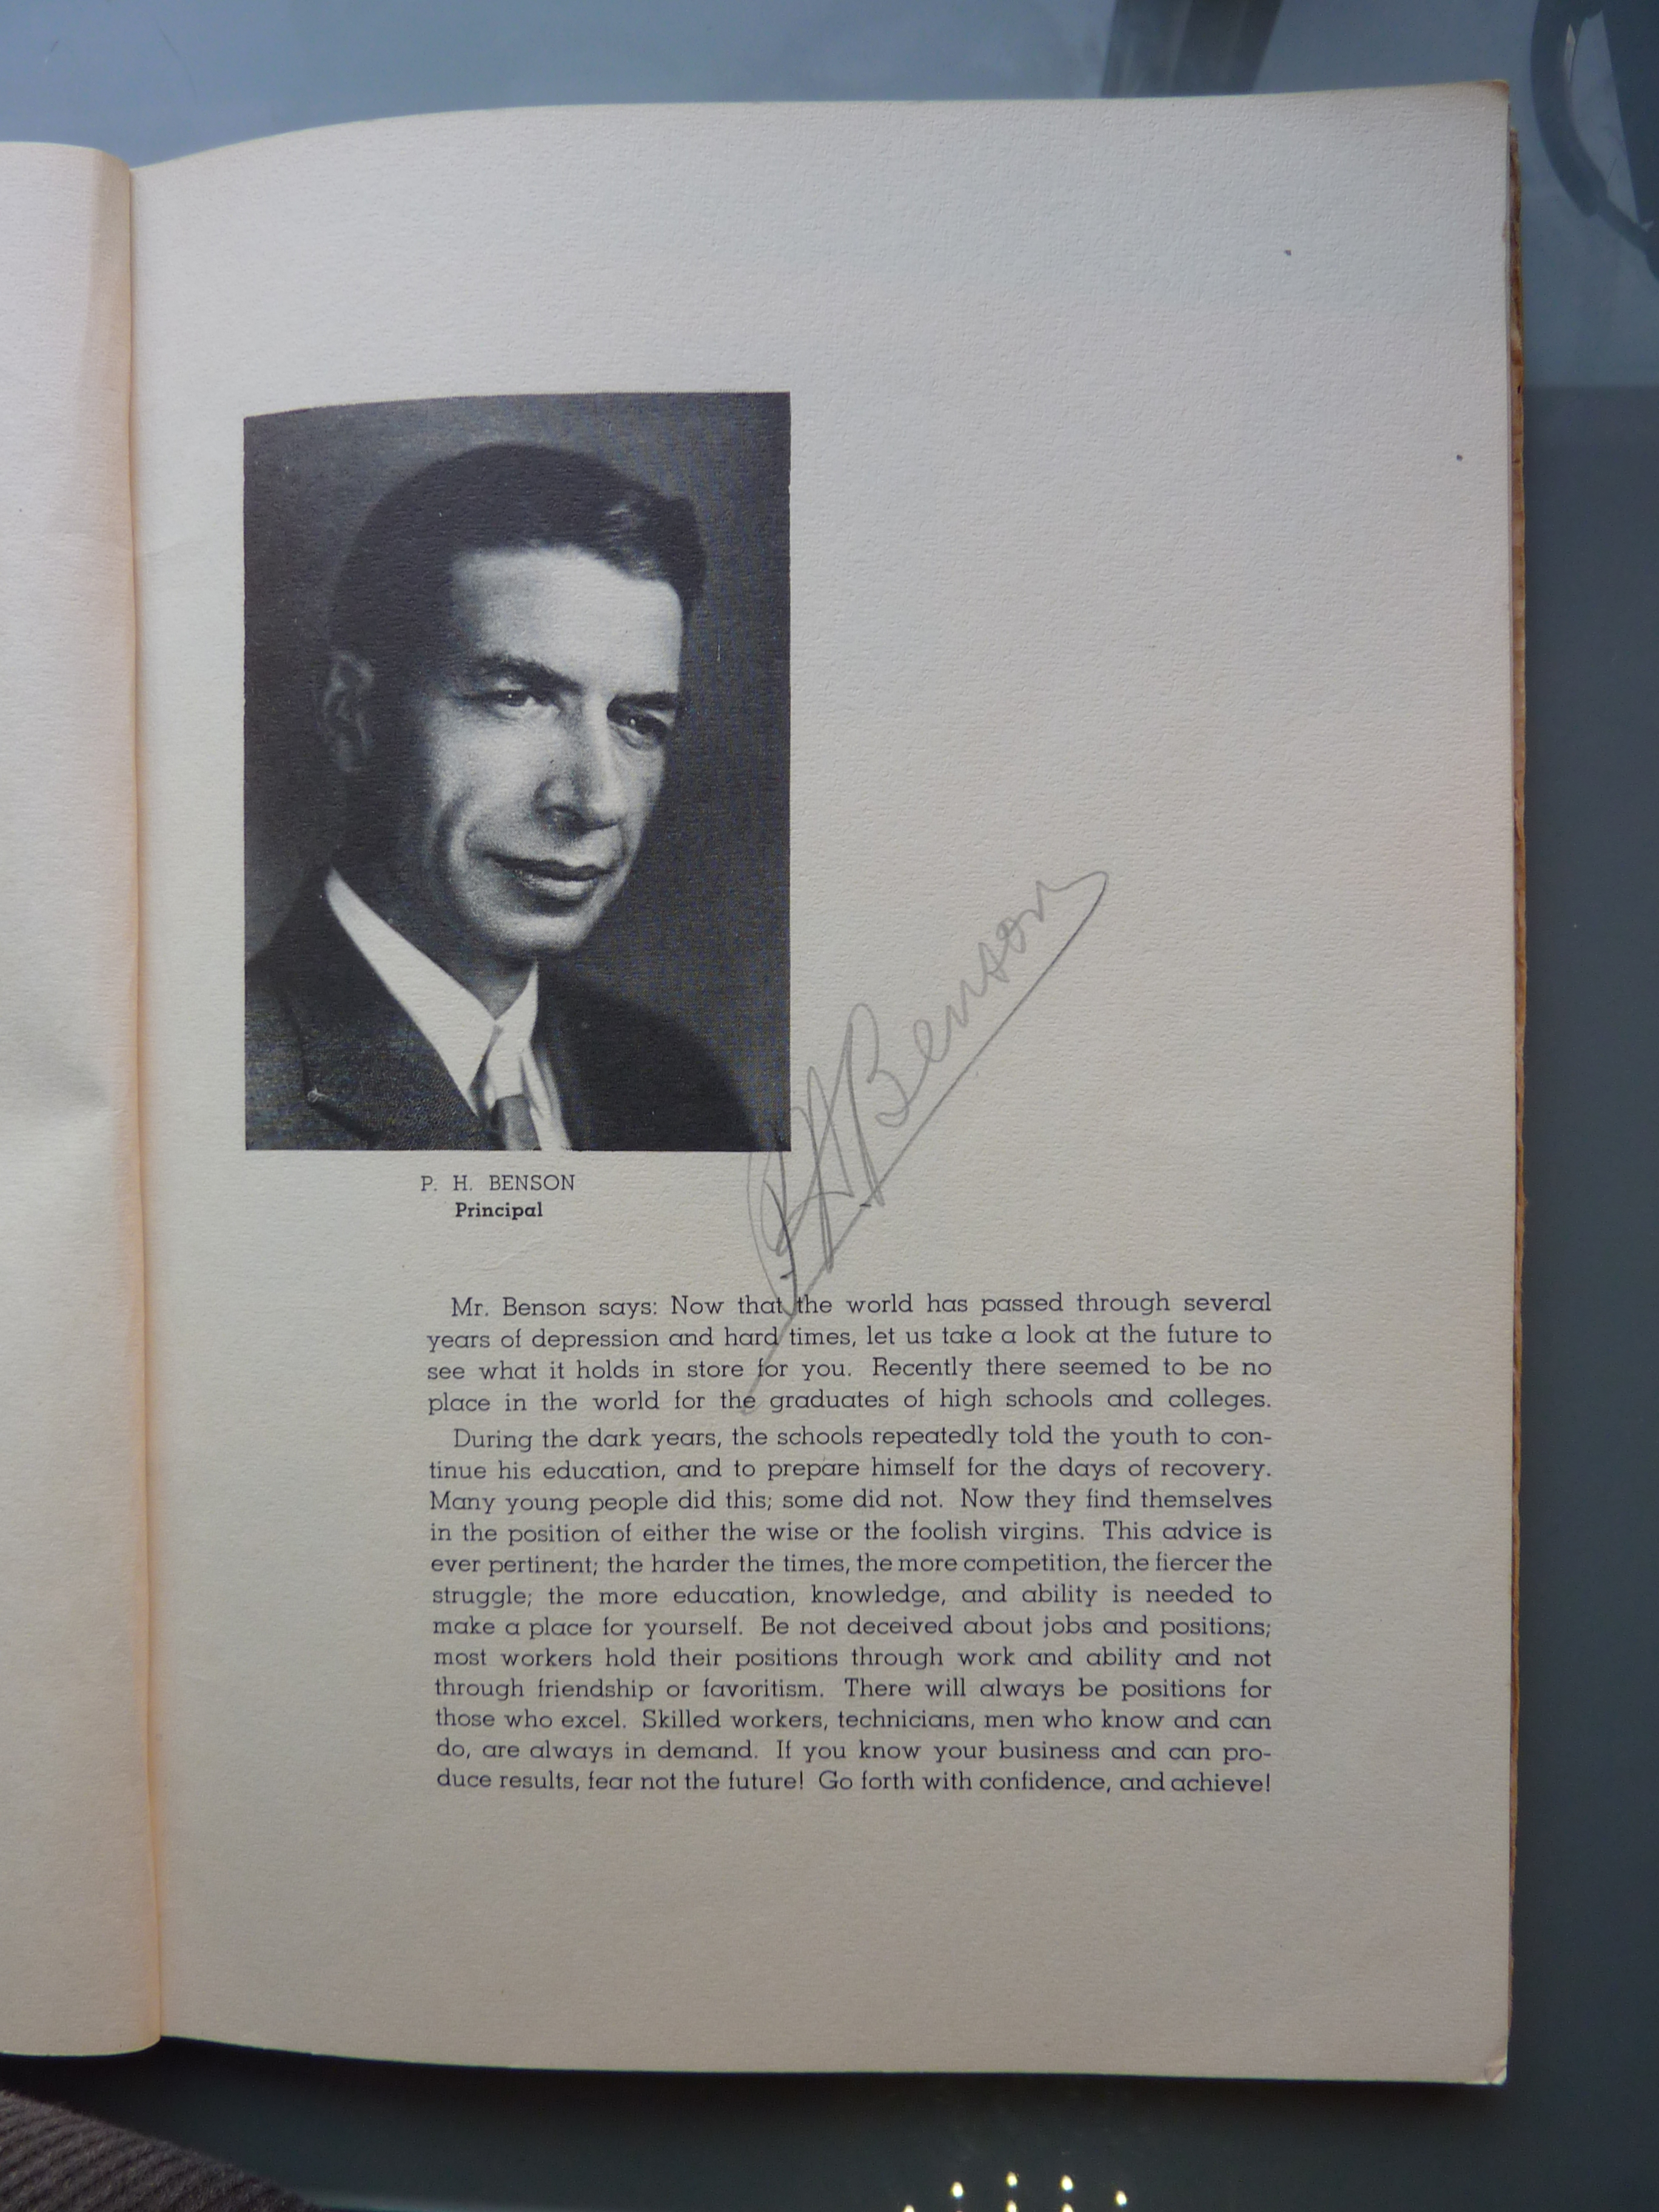 PH Benson
P. H. BENSON
Principal
Mr. Benson says: Now that the world has passed through several
years of depression and hard times, let us take a look at the future to
see what it holds in store for you. Recently there seemed to be no
place in the world for the graduates of high schools and colleges.
During the dark years, the schools repeatedly told the youth to con-
tinue his education, and to prepare himself for the days of recovery.
Many young people did this; some did not. Now they find themselves
in the position of either the wise or the foolish virgins. This advice is
ever pertinent; the harder the times, the more competition, the fiercer the
struggle; the more education, knowledge, and ability is needed to
make a place for yourself. Be not deceived about jobs and positions;
most workers hold their positions through work and ability and not
through friendship or favoritism. There will always be positions for
those who excel. Skilled workers, technicians, men who know and can
do, are always in demand. If you know your business and can pro-
duce results, fear not the future! Go forth with confidence, and achieve!